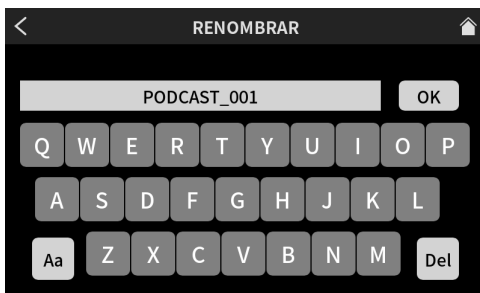 RENOMBRAR
PODCAST_001 OK
Q W E R T Y U I O P
A S D F G H J K L
Aa Z X C V B N M Del